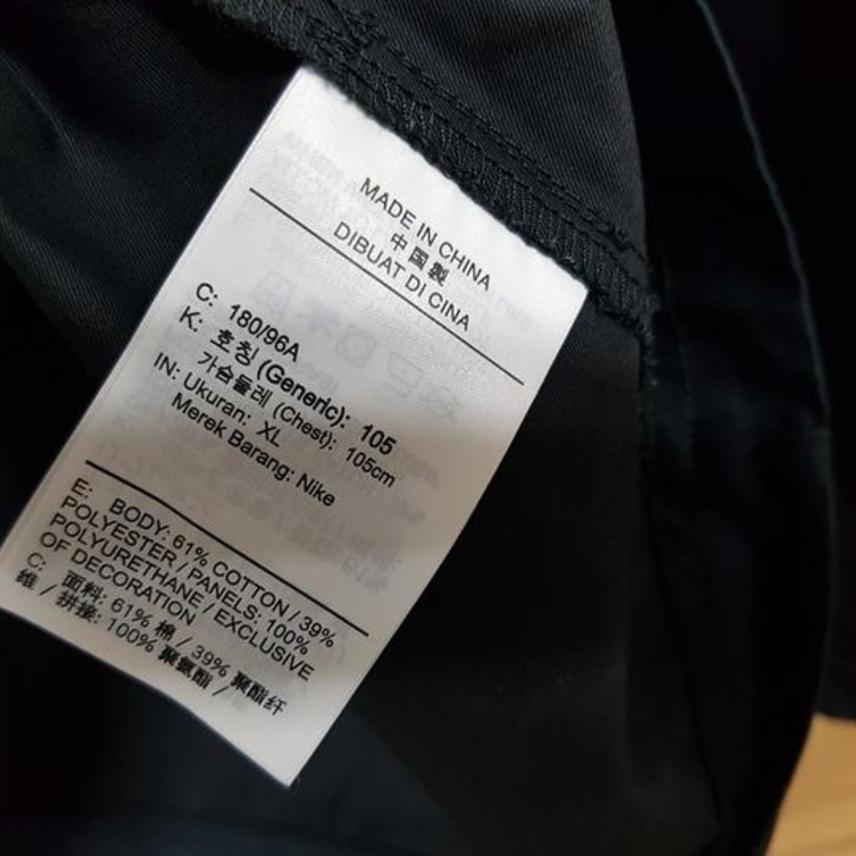 MADE IN CHINA
中国製
DIBUAT DI CINA
C: 180/96A
K: 호칭 (Generic): 105
가슴둘레 (Chest): 105cm
IN: Ukuran: XL
Merek Barang: Nike
E: BODY: 61% COTTON / 39%
POLYESTER / PANELS: 100%
POLYURETHANE / EXCLUSIVE
OF DECORATION
C: 面料: 61% 棉 / 39% 聚酯纤
维 / 拼接: 100% 聚氨酯 /